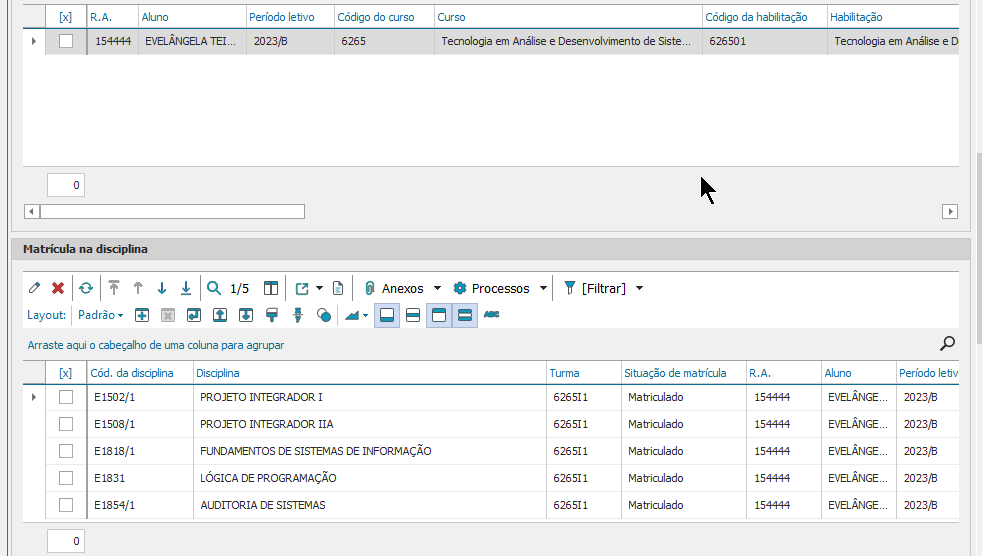 [x] R.A. Aluno Período letivo Código do curso Curso Código da habilitação Habilitação
154444 EVELÂNGELA TEI... 2023/B 6265 Tecnologia em Análise e Desenvolvimento de Siste... 626501 Tecnologia em Análise e D
0
Matrícula na disciplina
1/5 Anexos Processos [Filtrar]
Layout: Padrão ABC
Arraste aqui o cabeçalho de uma coluna para agrupar
[x] Cód. da disciplina Disciplina Turma Situação de matrícula R.A. Aluno Período letiv
E1502/1 PROJETO INTEGRADOR I 6265I1 Matriculado 154444 EVELÂNGE... 2023/B
E1508/1 PROJETO INTEGRADOR IIA 6265I1 Matriculado 154444 EVELÂNGE... 2023/B
E1818/1 FUNDAMENTOS DE SISTEMAS DE INFORMAÇÃO 6265I1 Matriculado 154444 EVELÂNGE... 2023/B
E1831 LÓGICA DE PROGRAMAÇÃO 6265I1 Matriculado 154444 EVELÂNGE... 2023/B
E1854/1 AUDITORIA DE SISTEMAS 6265I1 Matriculado 154444 EVELÂNGE... 2023/B
0